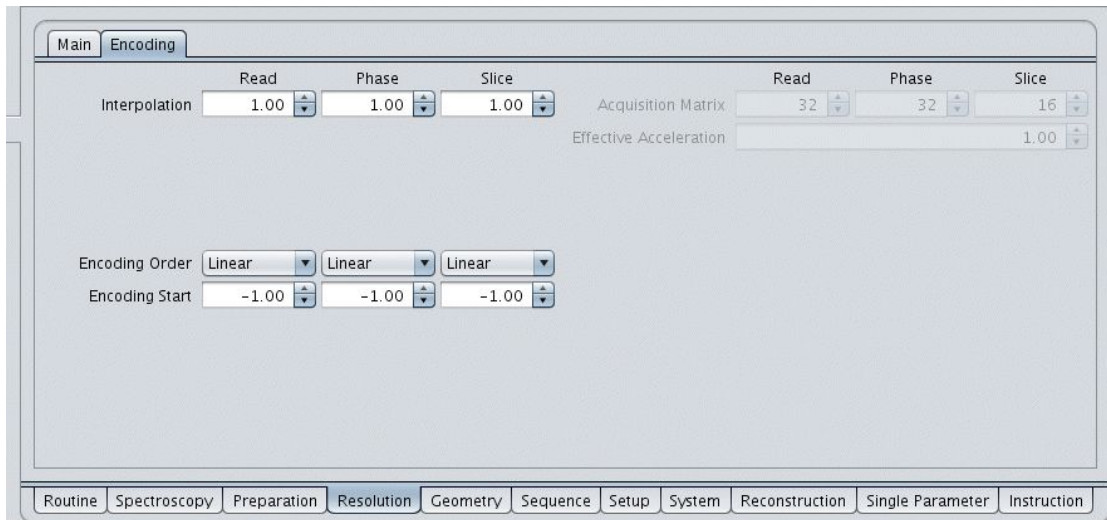 Main Encoding
Read Phase Slice Read Phase Slice
Interpolation 1.00 1.00 1.00 Acquisition Matrix 32 32 16
Effective Acceleration 1.00
Encoding Order Linear Linear Linear
Encoding Start -1.00 -1.00 -1.00
Routine Spectroscopy Preparation Resolution Geometry Sequence Setup System Reconstruction Single Parameter Instruction